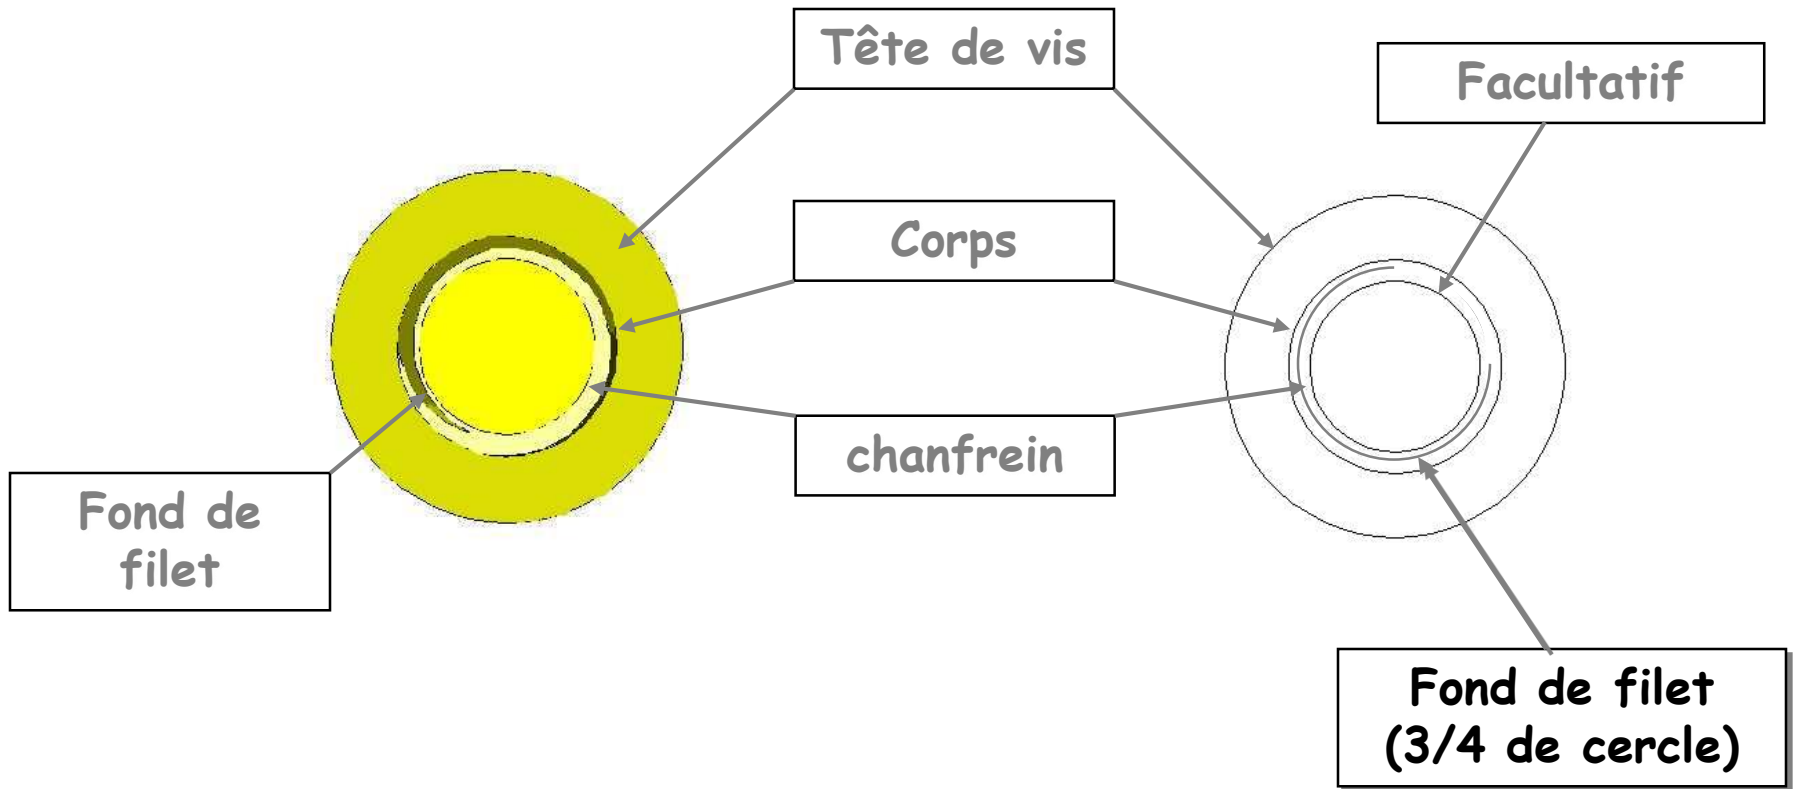 Tête de vis
Facultatif
Corps
chanfrein
Fond de
filet
Fond de filet
(3/4 de cercle)